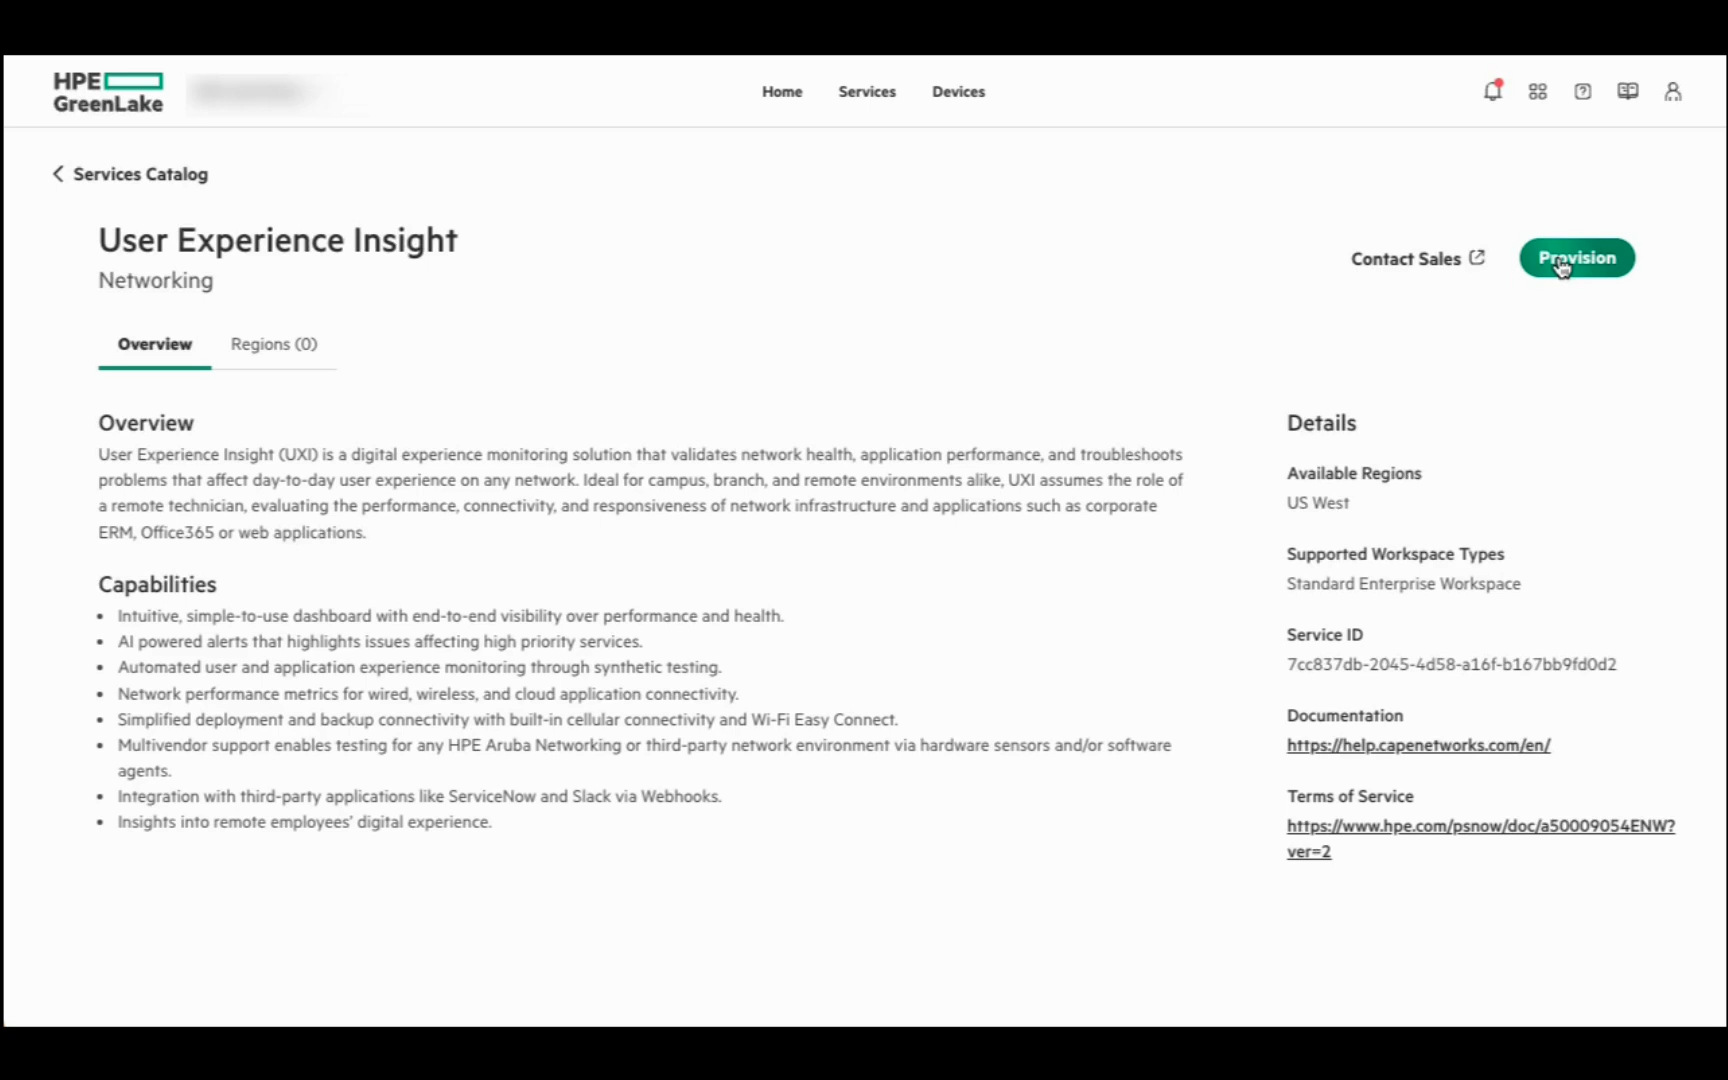 HPE
GreenLake
Home
Services
Devices
Services Catalog
User Experience Insight
Networking
Contact Sales
Provision
Overview
Regions (0)
Overview
User Experience Insight (UXI) is a digital experience monitoring solution that validates network health, application performance, and troubleshoots
problems that affect day-to-day user experience on any network. Ideal for campus, branch, and remote environments alike, UXI assumes the role of
a remote technician, evaluating the performance, connectivity, and responsiveness of network infrastructure and applications such as corporate
ERM, Office365 or web applications.
Capabilities
• Intuitive, simple-to-use dashboard with end-to-end visibility over performance and health.
• AI powered alerts that highlights issues affecting high priority services.
• Automated user and application experience monitoring through synthetic testing.
• Network performance metrics for wired, wireless, and cloud application connectivity.
• Simplified deployment and backup connectivity with built-in cellular connectivity and Wi-Fi Easy Connect.
• Multivendor support enables testing for any HPE Aruba Networking or third-party network environment via hardware sensors and/or software
agents.
• Integration with third-party applications like ServiceNow and Slack via Webhooks.
• Insights into remote employees' digital experience.
Details
Available Regions
US West
Supported Workspace Types
Standard Enterprise Workspace
Service ID
7cc837db-2045-4d58-a16f-b167bb9fd0d2
Documentation
https://help.capenetworks.com/en/
Terms of Service
https://www.hpe.com/psnow/doc/a50009054ENW?
ver=2